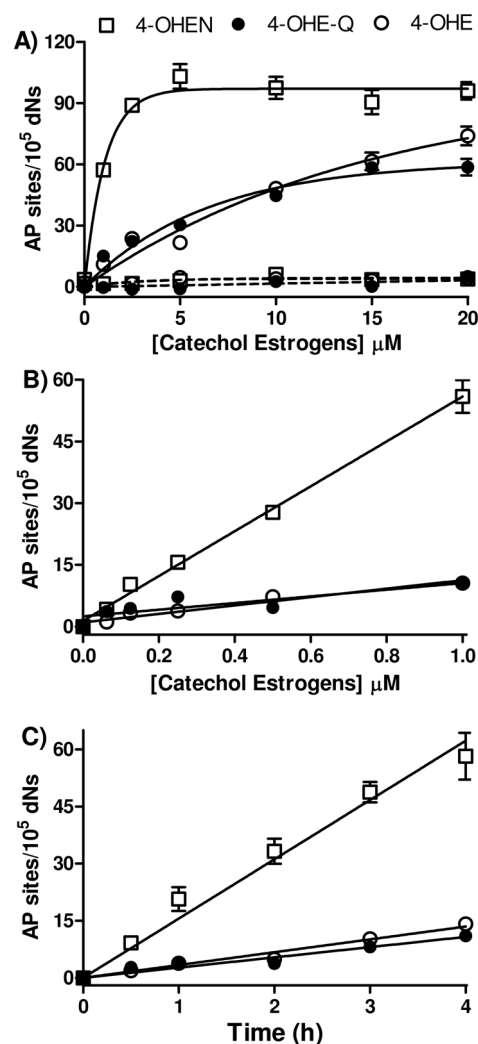 4-OHEN 4-OHE-Q 4-OHE
A)
120
90
60
30
0
AP sites/10⁵ dNs
0 5 10 15 20
[Catechol Estrogens] μM
B)
60
45
30
15
0
AP sites/10⁵ dNs
0.0 0.2 0.4 0.6 0.8 1.0
[Catechol Estrogens] μM
C)
60
45
30
15
0
AP sites/10⁵ dNs
0 1 2 3 4
Time (h)